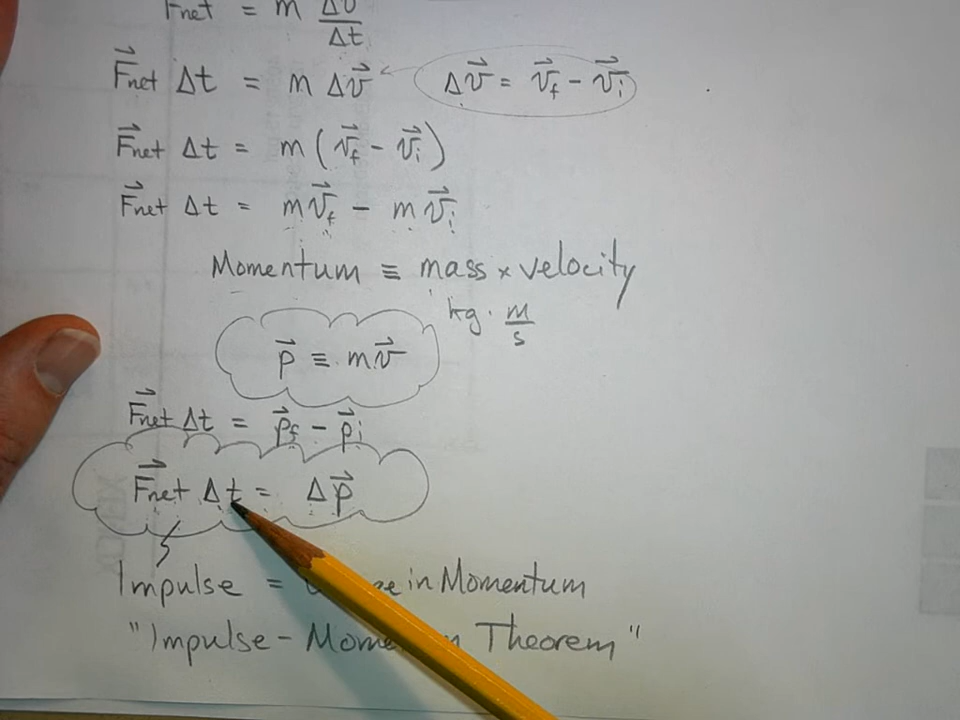 F⃗net = m Δv⃗/Δt
F⃗net Δt = m Δv⃗ ← Δv⃗ = v⃗f − v⃗i
F⃗net Δt = m (v⃗f − v⃗i)
F⃗net Δt = mv⃗f − mv⃗i
Momentum ≡ mass × velocity
kg · m/s
p⃗ ≡ mv⃗
F⃗net Δt = p⃗f − p⃗i
F⃗net Δt = Δp⃗
Impulse = in Momentum
"Impulse - Theorem"